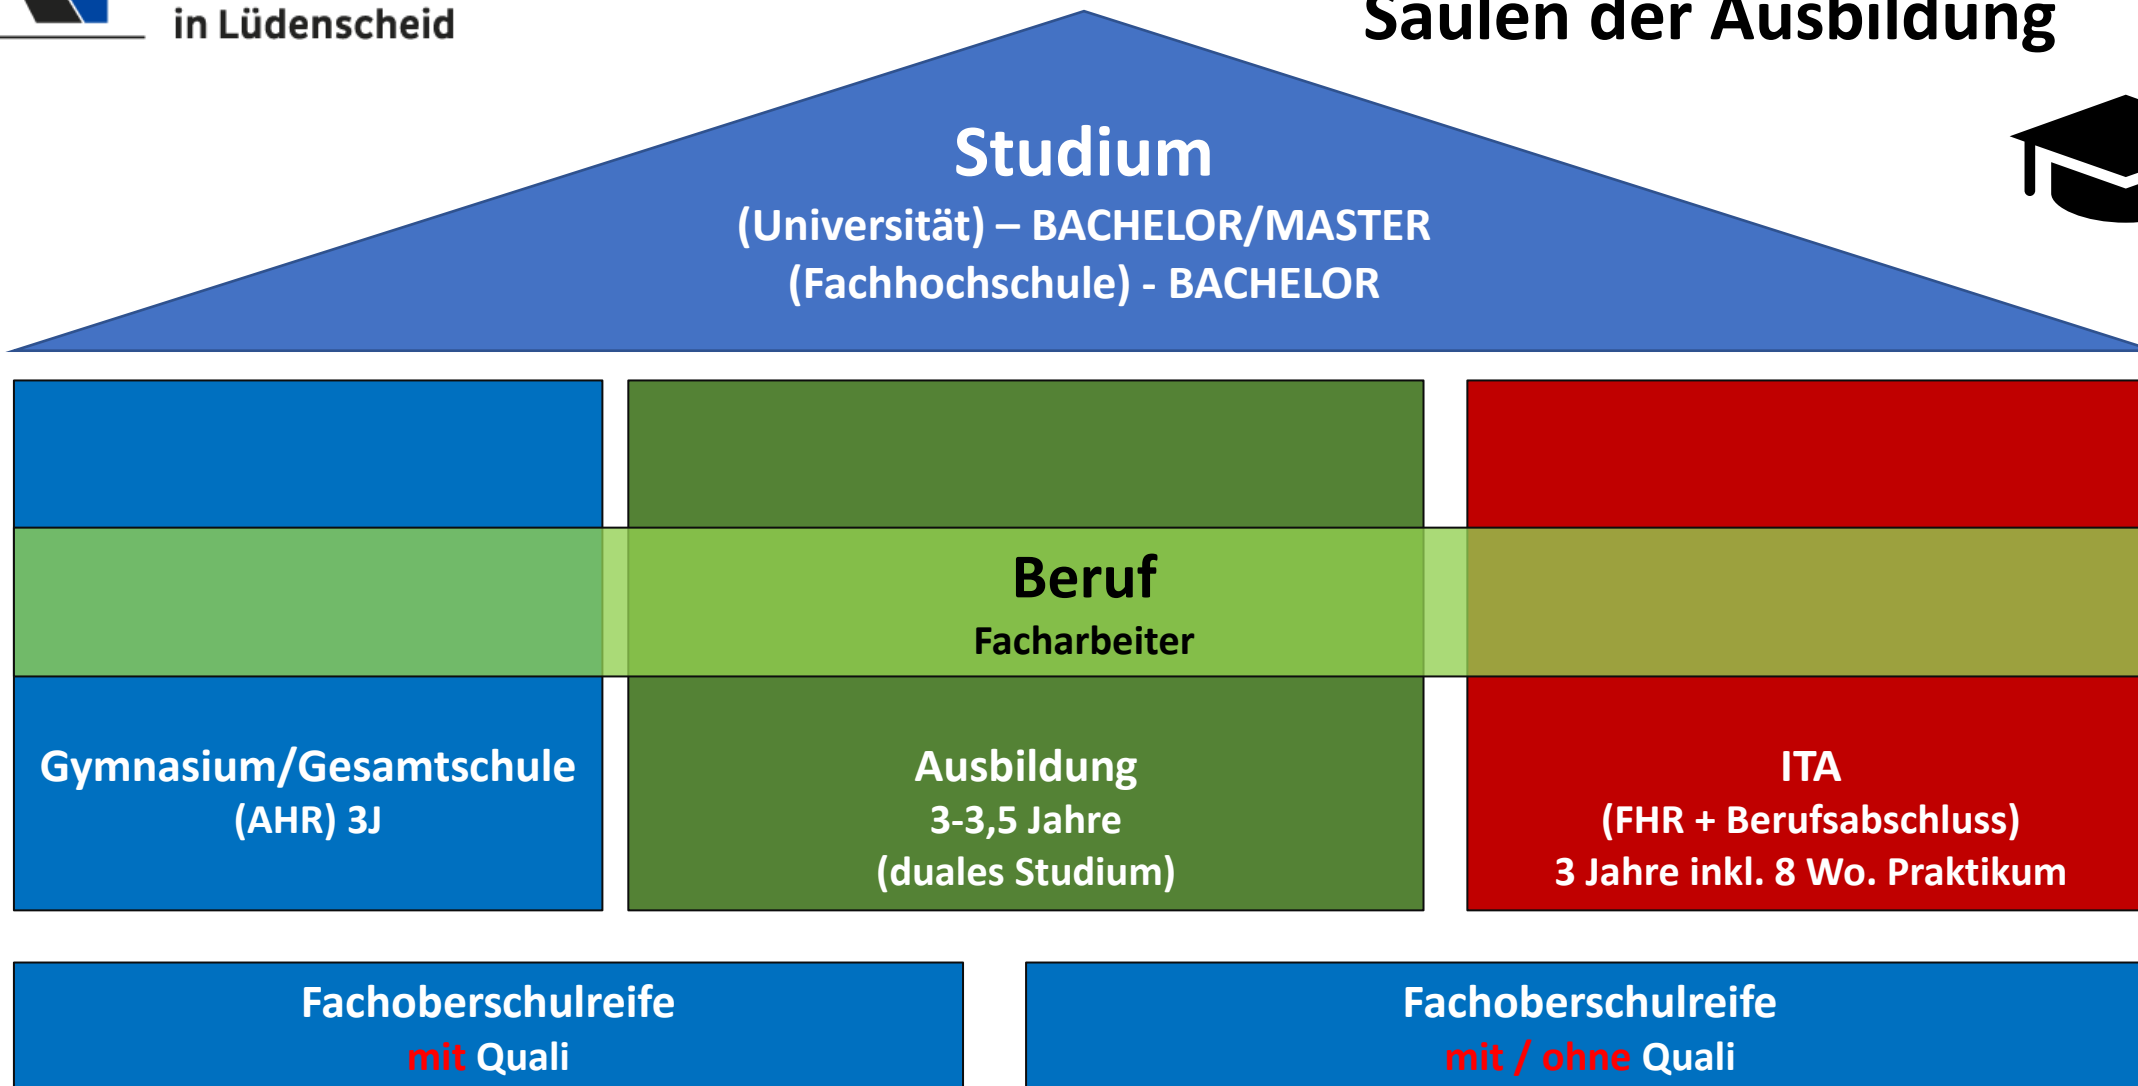 in Lüdenscheid
Säulen der Ausbildung
Studium
(Universität) – BACHELOR/MASTER
(Fachhochschule) - BACHELOR
Beruf
Facharbeiter
Gymnasium/Gesamtschule
(AHR) 3J
Ausbildung
3-3,5 Jahre
(duales Studium)
ITA
(FHR + Berufsabschluss)
3 Jahre inkl. 8 Wo. Praktikum
Fachoberschulreife
mit Quali
Fachoberschulreife
mit / ohne Quali